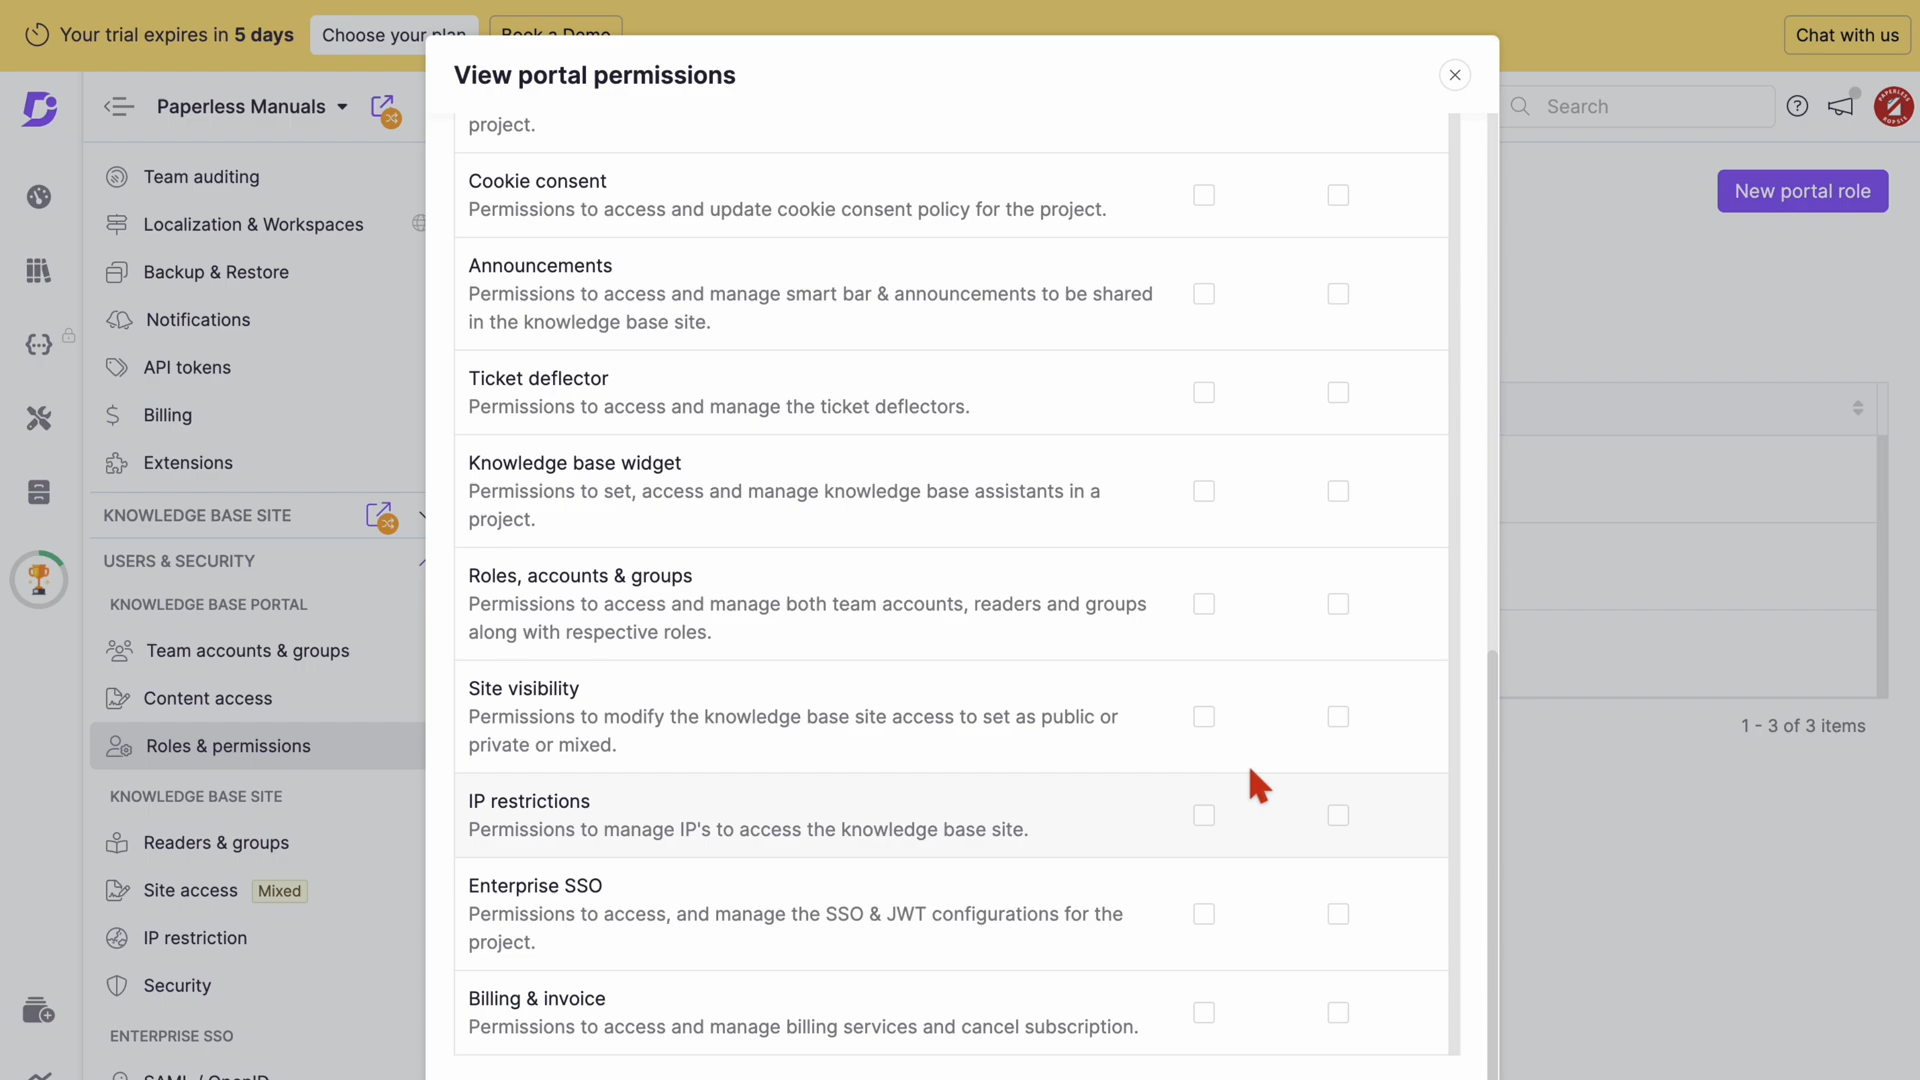 Your trial expires in 5 days
Choose your plan
Book a Demo
Chat with us
View portal permissions
Paperless Manuals
Search
Team auditing
Localization & Workspaces
Backup & Restore
Notifications
API tokens
Billing
Extensions
KNOWLEDGE BASE SITE
USERS & SECURITY
KNOWLEDGE BASE PORTAL
Team accounts & groups
Content access
Roles & permissions
KNOWLEDGE BASE SITE
Readers & groups
Site access Mixed
IP restriction
Security
ENTERPRISE SSO
SAML / OpenID
project.
Cookie consent
Permissions to access and update cookie consent policy for the project.
Announcements
Permissions to access and manage smart bar & announcements to be shared
in the knowledge base site.
Ticket deflector
Permissions to access and manage the ticket deflectors.
Knowledge base widget
Permissions to set, access and manage knowledge base assistants in a
project.
Roles, accounts & groups
Permissions to access and manage both team accounts, readers and groups
along with respective roles.
Site visibility
Permissions to modify the knowledge base site access to set as public or
private or mixed.
IP restrictions
Permissions to manage IP's to access the knowledge base site.
Enterprise SSO
Permissions to access, and manage the SSO & JWT configurations for the
project.
Billing & invoice
Permissions to access and manage billing services and cancel subscription.
New portal role
1 - 3 of 3 items